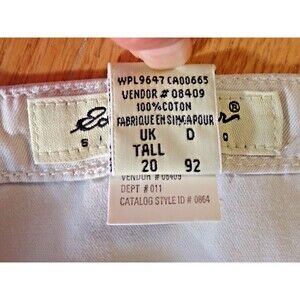 WPL9647 CA00665
VENDOR # 08409
100% COTON
FABRIQUE EN SINGAPOUR
UK D
TALL
20 92
VENDOR # 08409
DEPT # 011
CATALOG STYLE ID # 0864
®